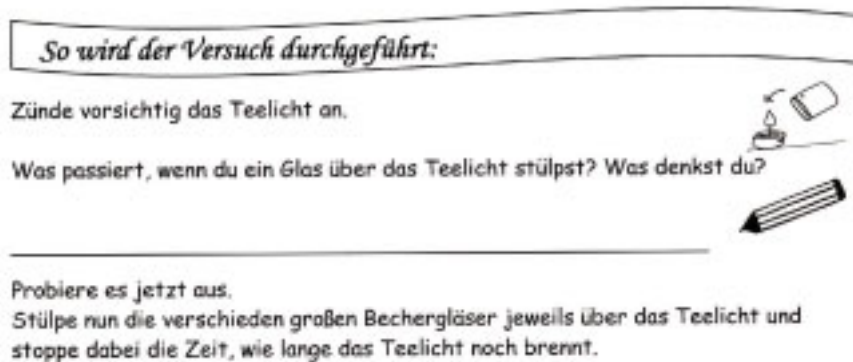 So wird der Versuch durchgeführt:
Zünde vorsichtig das Teelicht an.
Was passiert, wenn du ein Glas über das Teelicht stülpst? Was denkst du?
Probiere es jetzt aus.
Stülpe nun die verschieden großen Bechergläser jeweils über das Teelicht und
stoppe dabei die Zeit, wie lange das Teelicht noch brennt.